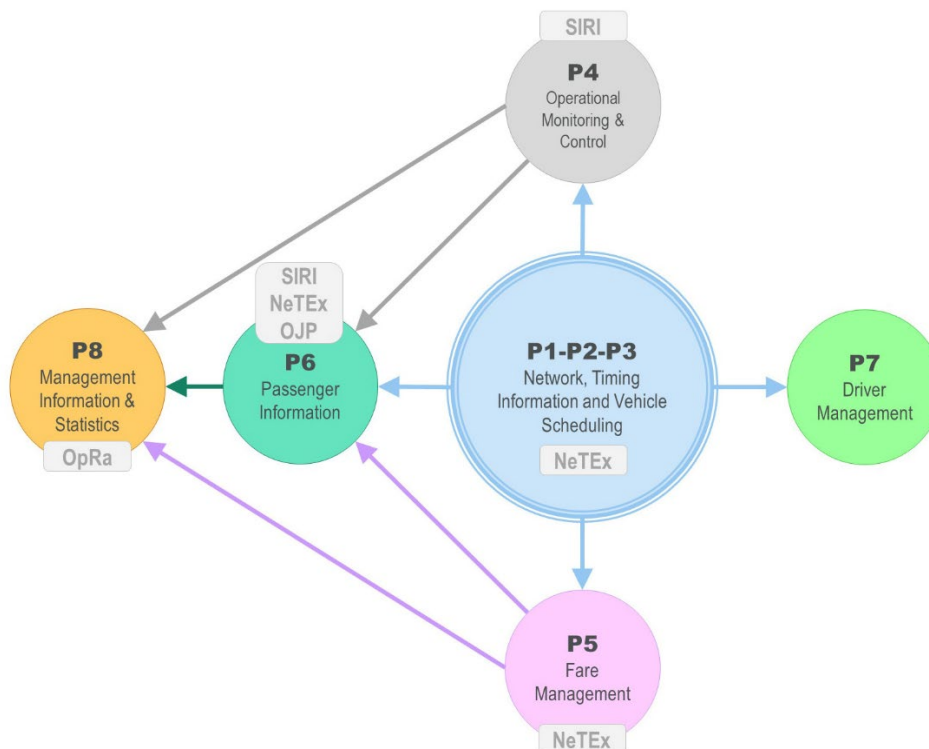 SIRI
P4
Operational
Monitoring &
Control
SIRI
NeTEx
OJP
P6
Passenger
Information
P8
Management
Information &
Statistics
OpRa
P1-P2-P3
Network, Timing
Information and Vehicle
Scheduling
NeTEx
P7
Driver
Management
P5
Fare
Management
NeTEx